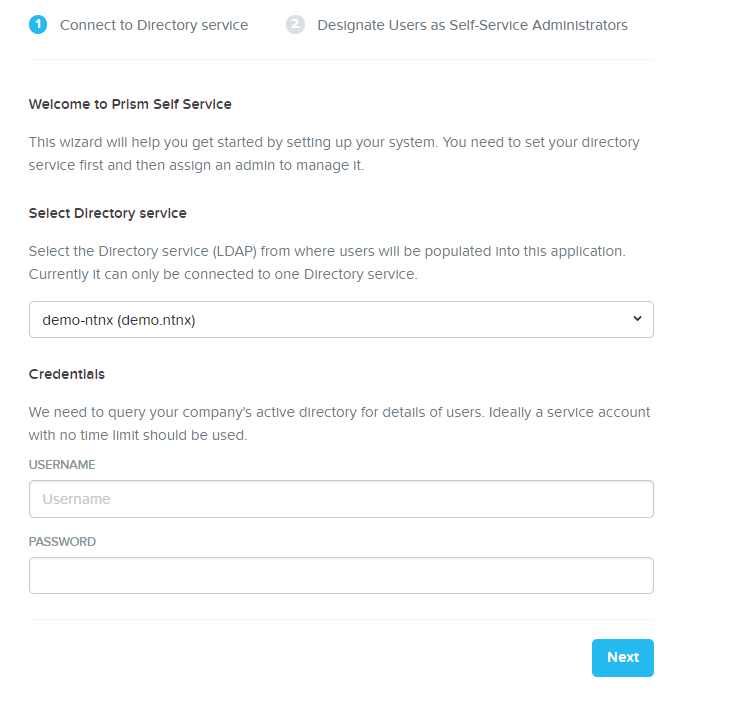 1 Connect to Directory service 2 Designate Users as Self-Service Administrators
Welcome to Prism Self Service
This wizard will help you get started by setting up your system. You need to set your directory
service first and then assign an admin to manage it.
Select Directory service
Select the Directory service (LDAP) from where users will be populated into this application.
Currently it can only be connected to one Directory service.
demo-ntnx (demo.ntnx)
Credentials
We need to query your company's active directory for details of users. Ideally a service account
with no time limit should be used.
USERNAME
Username
PASSWORD
Next